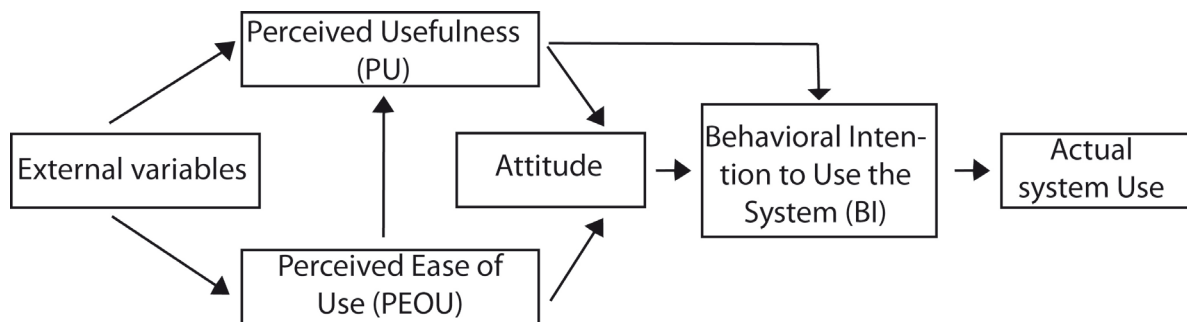 Perceived Usefulness
(PU)
External variables
Perceived Ease of
Use (PEOU)
Attitude
Behavioral Inten-
tion to Use the
System (BI)
Actual
system Use